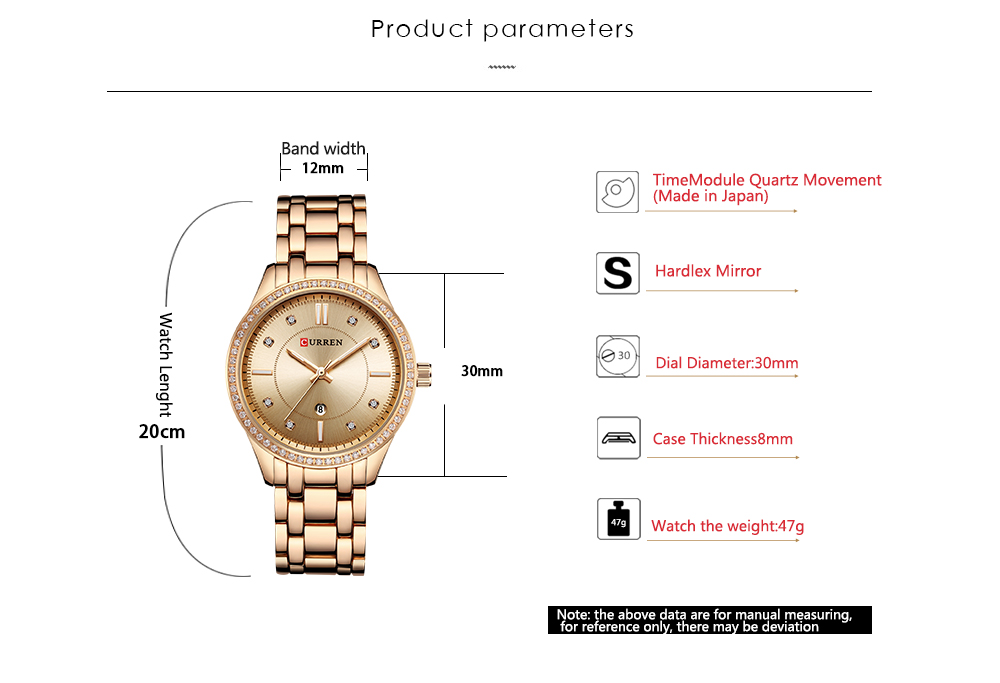 Product parameters
Band width
12mm
Watch Lenght
20cm
CURREN
8
30mm
TimeModule Quartz Movement
(Made in Japan)
S
Hardlex Mirror
30
Dial Diameter:30mm
Case Thickness8mm
47g
Watch the weight:47g
Note: the above data are for manual measuring,
for reference only, there may be deviation